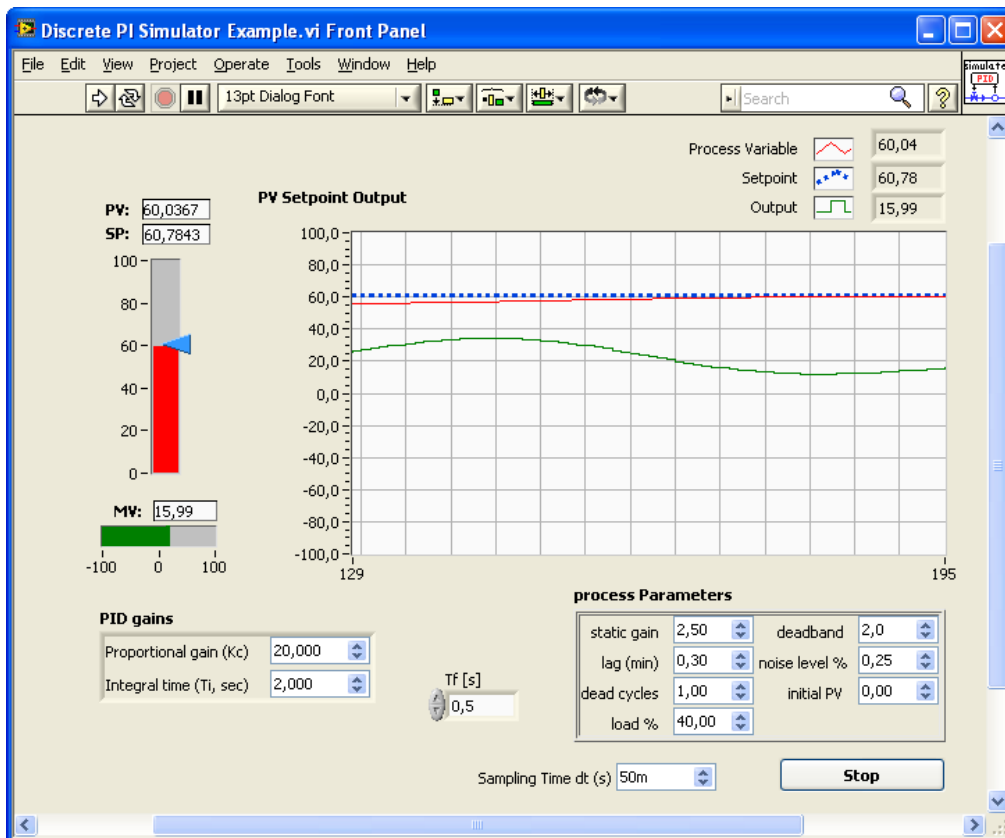 Discrete PI Simulator Example.vi Front Panel
File Edit View Project Operate Tools Window Help
13pt Dialog Font
Search
?
simulate
PID
Process Variable 60,04
Setpoint 60,78
Output 15,99
PV Setpoint Output
PV: 60,0367
SP: 60,7843
100
80
60
40
20
0
MV: 15,99
-100 0 100
100,0
80,0
60,0
40,0
20,0
0,0
-20,0
-40,0
-60,0
-80,0
-100,0
129 195
PID gains
Proportional gain (Kc) 20,000
Integral time (Ti, sec) 2,000
Tf [s]
0,5
process Parameters
static gain 2,50 deadband 2,0
lag (min) 0,30 noise level % 0,25
dead cycles 1,00 initial PV 0,00
load % 40,00
Sampling Time dt (s) 50m
Stop